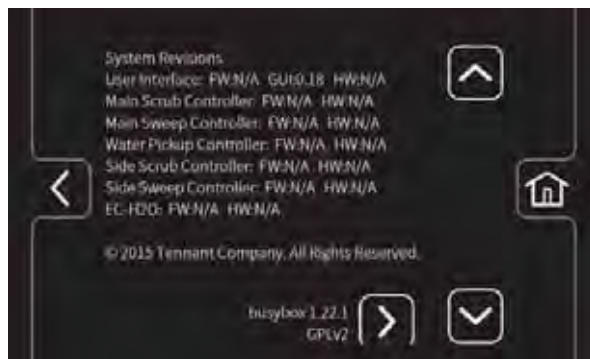 System Revisions
User Interface: FW:N/A GUI:0.18 HW:N/A
Main Scrub Controller: FW:N/A HW:N/A
Main Sweep Controller: FW:N/A HW:N/A
Water Pickup Controller: FW:N/A HW:N/A
Side Scrub Controller: FW:N/A HW:N/A
Side Sweep Controller: FW:N/A HW:N/A
EC-H2O: FW:N/A HW:N/A
© 2015 Tennant Company. All Rights Reserved.
busybox 1.22.1
GPLv2